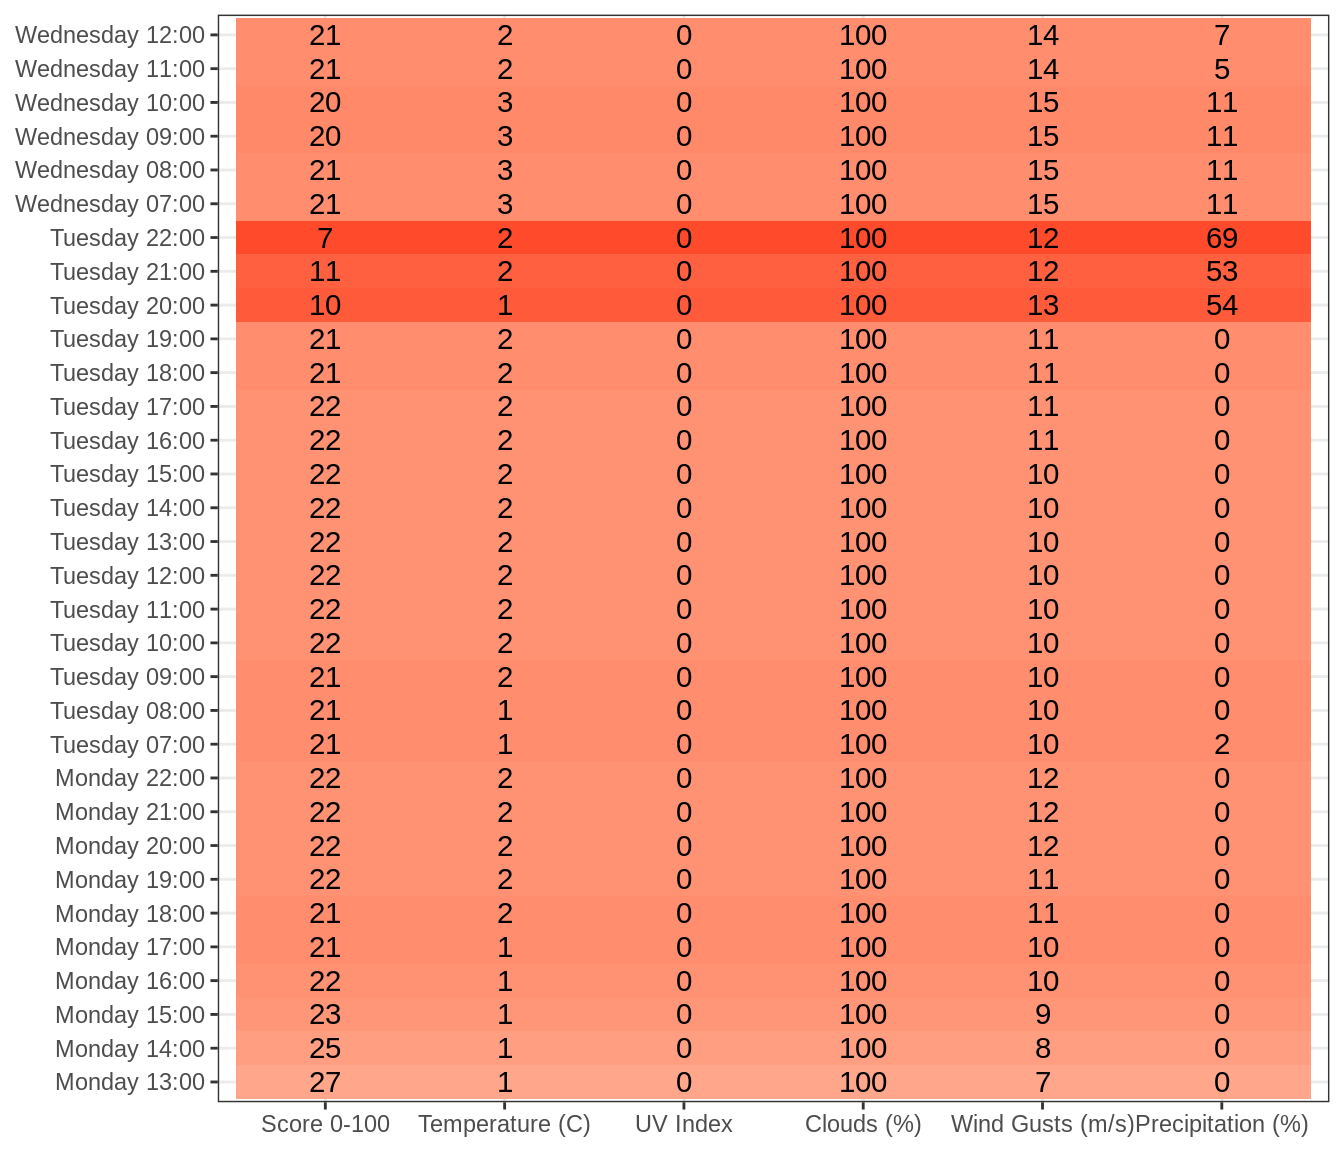 Wednesday 12:00 21 2 0 100 14 7
Wednesday 11:00 21 2 0 100 14 5
Wednesday 10:00 20 3 0 100 15 11
Wednesday 09:00 20 3 0 100 15 11
Wednesday 08:00 21 3 0 100 15 11
Wednesday 07:00 21 3 0 100 15 11
Tuesday 22:00 7 2 0 100 12 69
Tuesday 21:00 11 2 0 100 12 53
Tuesday 20:00 10 1 0 100 13 54
Tuesday 19:00 21 2 0 100 11 0
Tuesday 18:00 21 2 0 100 11 0
Tuesday 17:00 22 2 0 100 11 0
Tuesday 16:00 22 2 0 100 11 0
Tuesday 15:00 22 2 0 100 10 0
Tuesday 14:00 22 2 0 100 10 0
Tuesday 13:00 22 2 0 100 10 0
Tuesday 12:00 22 2 0 100 10 0
Tuesday 11:00 22 2 0 100 10 0
Tuesday 10:00 22 2 0 100 10 0
Tuesday 09:00 21 2 0 100 10 0
Tuesday 08:00 21 1 0 100 10 0
Tuesday 07:00 21 1 0 100 10 2
Monday 22:00 22 2 0 100 12 0
Monday 21:00 22 2 0 100 12 0
Monday 20:00 22 2 0 100 12 0
Monday 19:00 22 2 0 100 11 0
Monday 18:00 21 2 0 100 11 0
Monday 17:00 21 1 0 100 10 0
Monday 16:00 22 1 0 100 10 0
Monday 15:00 23 1 0 100 9 0
Monday 14:00 25 1 0 100 8 0
Monday 13:00 27 1 0 100 7 0
Score 0-100 Temperature (C) UV Index Clouds (%) Wind Gusts (m/s) Precipitation (%)